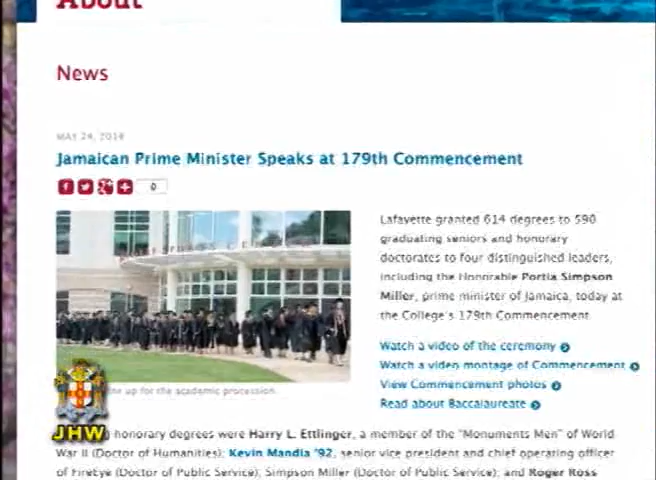 About
News
MAY 24, 2014
Jamaican Prime Minister Speaks at 179th Commencement
0
Lafayette granted 614 degrees to 590
graduating seniors and honorary
doctorates to four distinguished leaders,
including the Honorable Portia Simpson
Miller, prime minister of Jamaica, today at
the College's 179th Commencement
Watch a video of the ceremony
Watch a video montage of Commencement
View Commencement photos
Read about Baccalaureate
line up for the academic procession.
JHW
honorary degrees were Harry L. Ettlinger, a member of the "Monuments Men" of World
War II (Doctor of Humanities); Kevin Mandia '92, senior vice president and chief operating officer
of FireEye (Doctor of Public Service); Simpson Miller (Doctor of Public Service); and Roger Ross